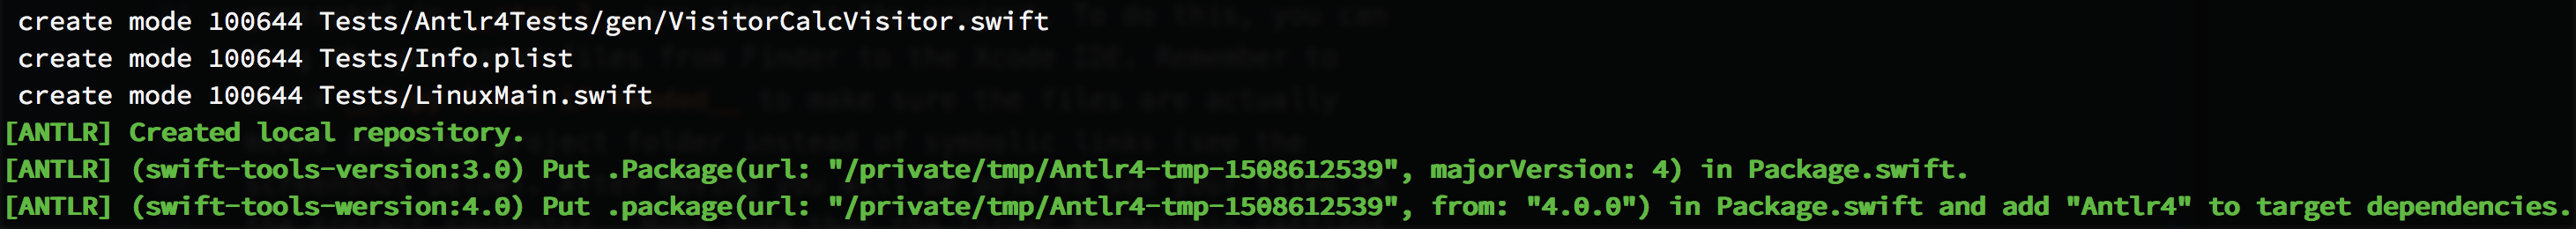 create mode 100644 Tests/Antlr4Tests/gen/VisitorCalcVisitor.swift
create mode 100644 Tests/Info.plist
create mode 100644 Tests/LinuxMain.swift
[ANTLR] Created local repository.
[ANTLR] (swift-tools-version:3.0) Put .Package(url: "/private/tmp/Antlr4-tmp-1508612539", majorVersion: 4) in Package.swift.
[ANTLR] (swift-tools-wersion:4.0) Put .package(url: "/private/tmp/Antlr4-tmp-1508612539", from: "4.0.0") in Package.swift and add "Antlr4" to target dependencies.